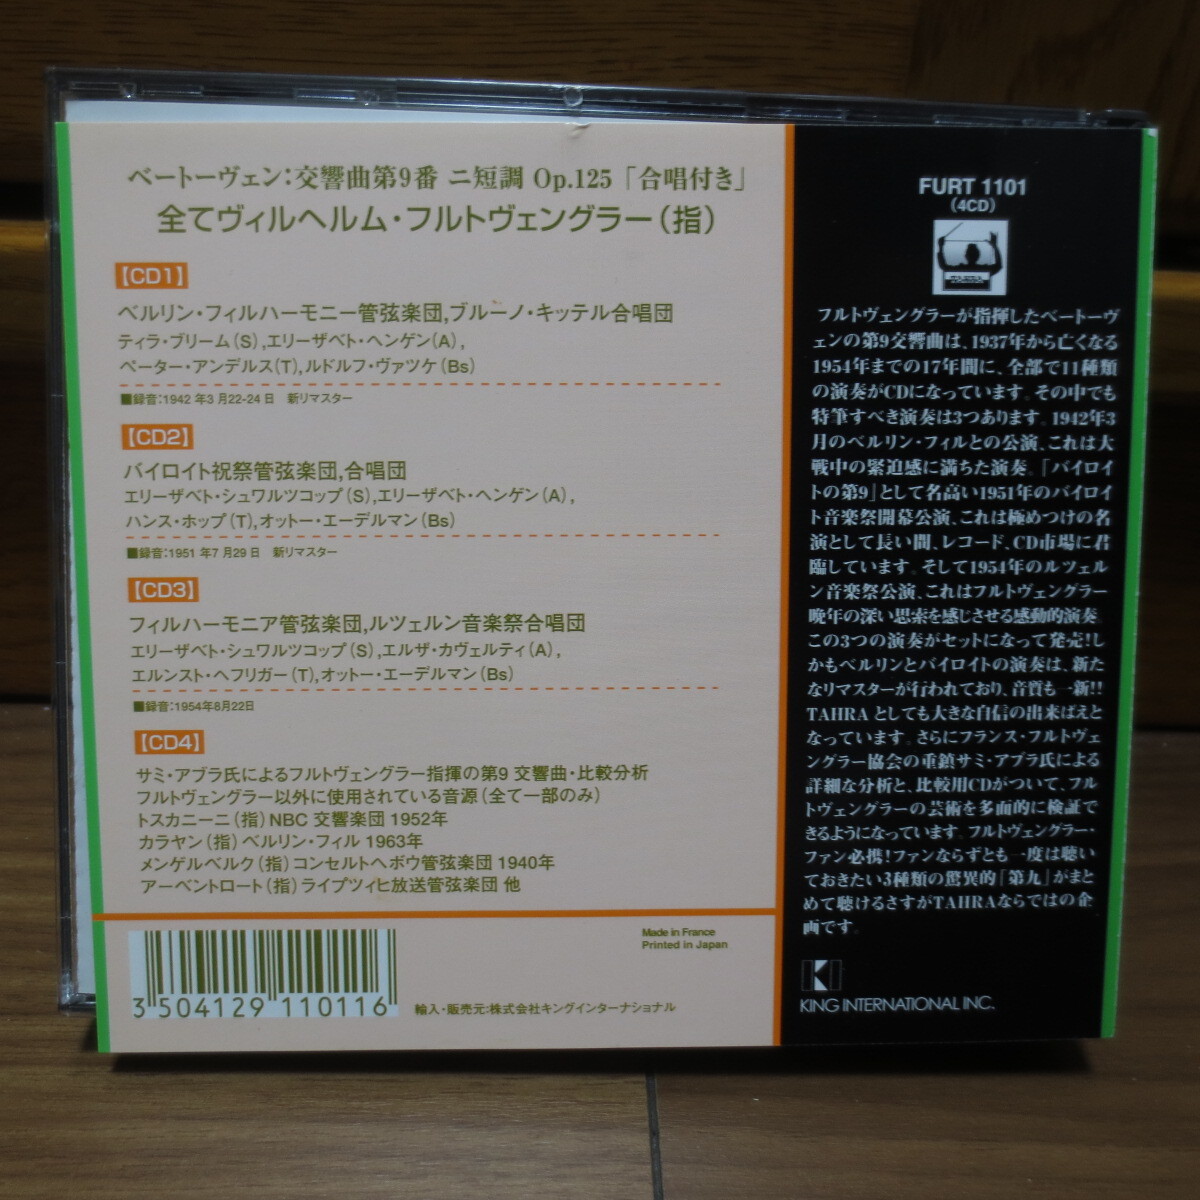 ベートーヴェン:交響曲第9番 ニ短調 Op.125「合唱付き」
全てヴィルヘルム・フルトヴェングラー(指)
【CD1】
ベルリン・フィルハーモニー管弦楽団,ブルーノ・キッテル合唱団
ティラ・ブリーム(S),エリーザベト・ヘンゲン(A),
ペーター・アンデルス(T),ルドルフ・ヴァツケ(Bs)
■録音:1942年3月22-24日 新リマスター
【CD2】
バイロイト祝祭管弦楽団,合唱団
エリーザベト・シュワルツコップ(S),エリーザベト・ヘンゲン(A),
ハンス・ホップ(T),オットー・エーデルマン(Bs)
■録音:1951年7月29日 新リマスター
【CD3】
フィルハーモニア管弦楽団,ルツェルン音楽祭合唱団
エリーザベト・シュワルツコップ(S),エルザ・カヴェルティ(A),
エルンスト・ヘフリガー(T),オットー・エーデルマン(Bs)
■録音:1954年8月22日
【CD4】
サミ・アブラ氏によるフルトヴェングラー指揮の第9交響曲・比較分析
フルトヴェングラー以外に使用されている音源(全て一部のみ)
トスカニーニ(指)NBC交響楽団 1952年
カラヤン(指)ベルリン・フィル 1963年
メンゲルベルク(指)コンセルトヘボウ管弦楽団 1940年
アーベントロート(指)ライプツィヒ放送管弦楽団 他
3 504129 110116
Made in France
Printed in Japan
輸入・販売元:株式会社キングインターナショナル
FURT 1101
(4CD)
TAHRA
フルトヴェングラーが指揮したベートーヴ
ェンの第9交響曲は、1937年から亡くなる
1954年までの17年間に、全部で11種類
の演奏がCDになっています。その中でも
特筆すべき演奏は3つあります。1942年3
月のベルリン・フィルとの公演、これは大
戦中の緊迫感に満ちた演奏。「バイロイ
トの第9」として名高い1951年のバイロイ
ト音楽祭開幕公演、これは極めつけの名
演として長い間、レコード、CD市場に君
臨しています。そして1954年のルツェル
ン音楽祭公演、これはフルトヴェングラー
晩年の深い思索を感じさせる感動的演奏。
この3つの演奏がセットになって発売!し
かもベルリンとバイロイトの演奏は、新た
なリマスターが行われており、音質も一新!!
TAHRAとしても大きな自信の出来ばえと
なっています。さらにフランス・フルトヴェ
ングラー協会の重鎮サミ・アブラ氏による
詳細な分析と、比較用CDがついて、フル
トヴェングラーの芸術を多面的に検証で
きるようになっています。フルトヴェングラー・
ファン必携!ファンならずとも一度は聴い
ておきたい3種類の驚異的「第九」がまと
めて聴けるさすがTAHRAならではの企
画です。
KING INTERNATIONAL INC.